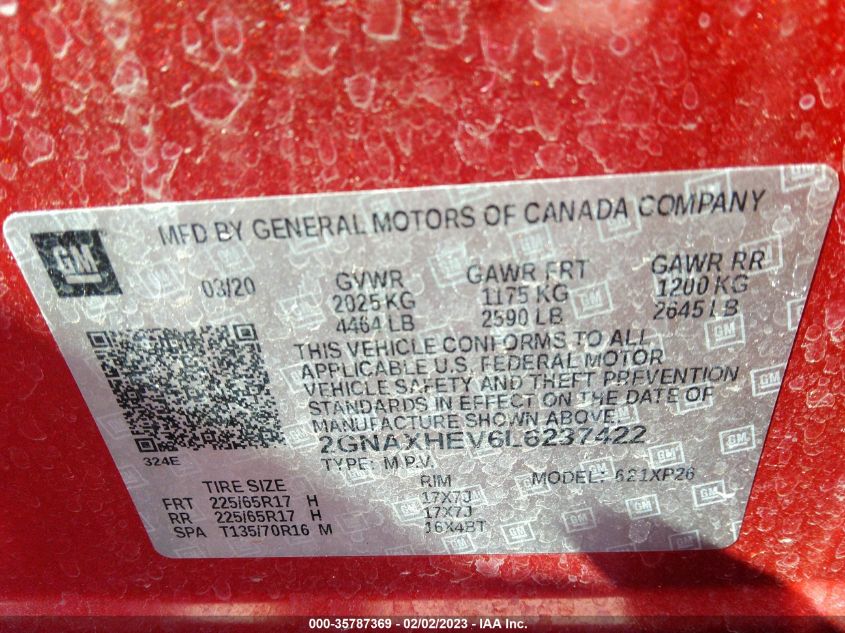 MFD BY GENERAL MOTORS OF CANADA COMPANY
GM
03/20
GVWR GAWR FRT GAWR RR
2025 KG 1175 KG 1200 KG
4464 LB 2590 LB 2645 LB
THIS VEHICLE CONFORMS TO ALL
APPLICABLE U.S. FEDERAL MOTOR
VEHICLE SAFETY AND THEFT PREVENTION
STANDARDS IN EFFECT ON THE DATE OF
MANUFACTURE SHOWN ABOVE.
2GNAXHEV6L6237422
324E
TYPE: M.P.V. MODEL: 621XP26
TIRE SIZE RIM
FRT 225/65R17 H 17X7J
RR 225/65R17 H 17X7J
SPA T135/70R16 M 16X4BT
000-35787369 - 02/02/2023 - IAA Inc.